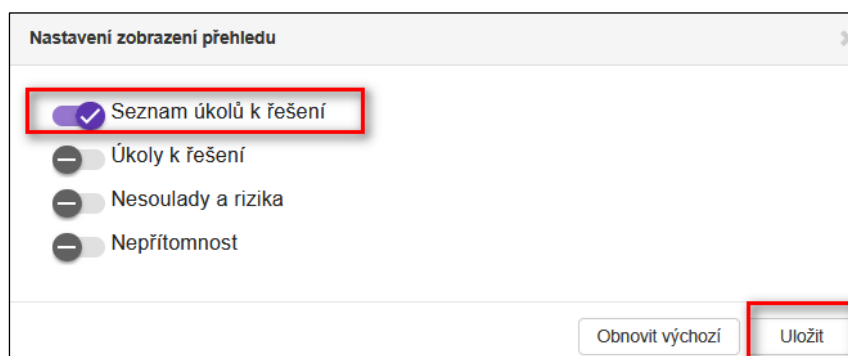 Nastavení zobrazení přehledu
Seznam úkolů k řešení
Úkoly k řešení
Nesoulady a rizika
Nepřítomnost
Obnovit výchozí
Uložit